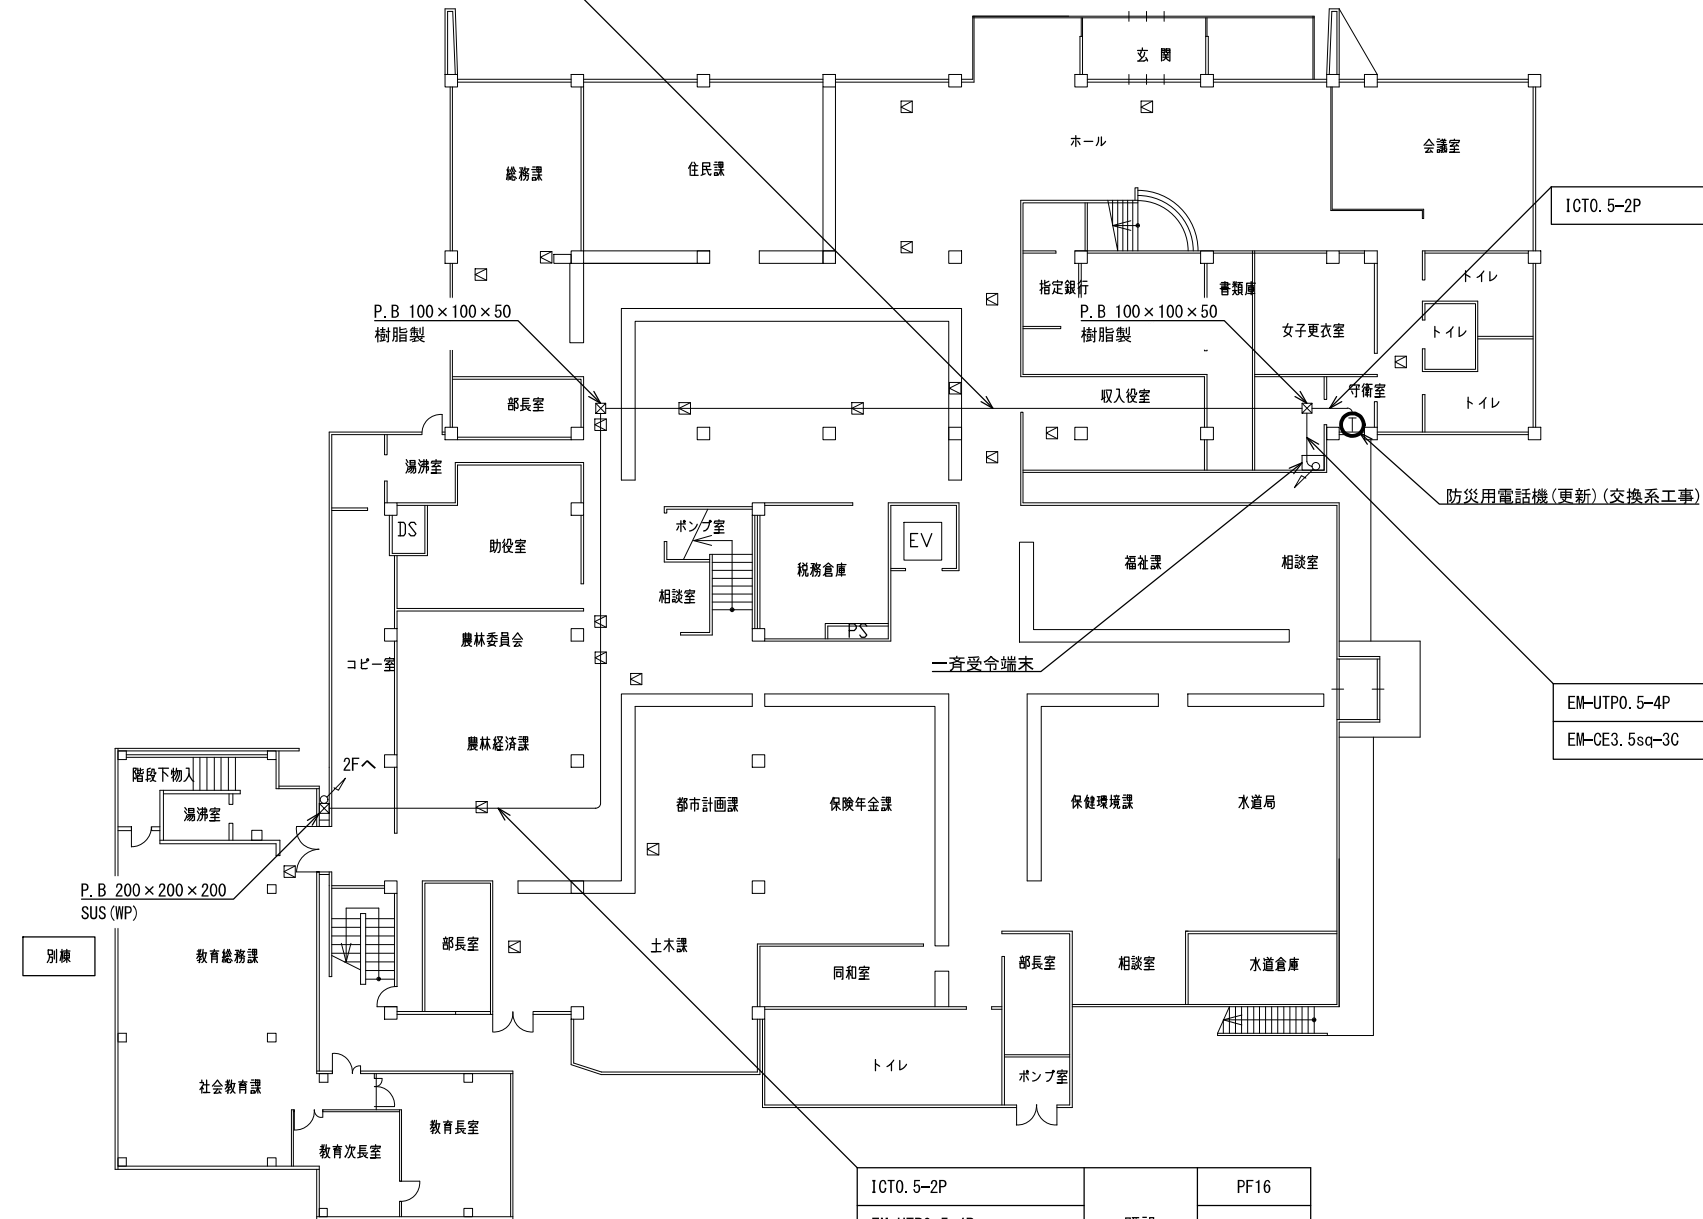 玄 関
ホール
会議室
総務課
住民課
ICT0.5-2P
指定銀行
書類庫
トイレ
P.B 100×100×50
樹脂製
P.B 100×100×50
樹脂製
女子更衣室
トイレ
部長室
収入役室
守衛室
トイレ
湯沸室
防災用電話機(更新)(交換系工事)
DS
助役室
ポンプ室
EV
税務倉庫
福祉課
相談室
相談室
農林委員会
PS
コピー室
一斉受令端末
EM-UTP0.5-4P
EM-CE3.5sq-3C
農林経済課
2Fへ
階段下物入
湯沸室
都市計画課
保険年金課
保健環境課
水道局
P.B 200×200×200
SUS(WP)
別棟
教育総務課
部長室
土木課
同和室
部長室
相談室
水道倉庫
トイレ
ポンプ室
社会教育課
教育長室
教育次長室
ICT0.5-2P
PF16